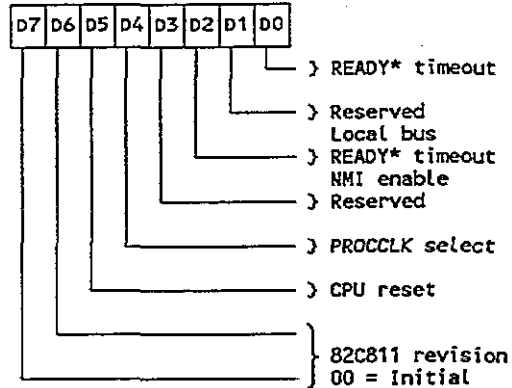 D7 D6 D5 D4 D3 D2 D1 D0
} READY* timeout
} Reserved
Local bus
} READY* timeout
NMI enable
} Reserved
} PROCCLK select
} CPU reset
82C811 revision
00 = Initial